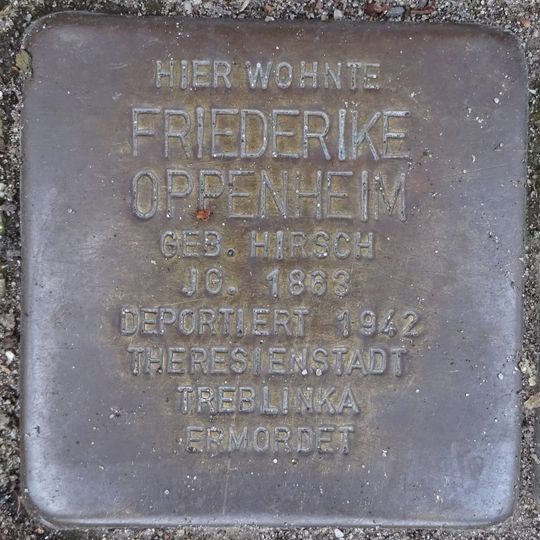 HIER WOHNTE
FRIEDERIKE
OPPENHEIM
GEB. HIRSCH
JG. 1863
DEPORTIERT 1942
THERESIENSTADT
TREBLINKA
ERMORDET